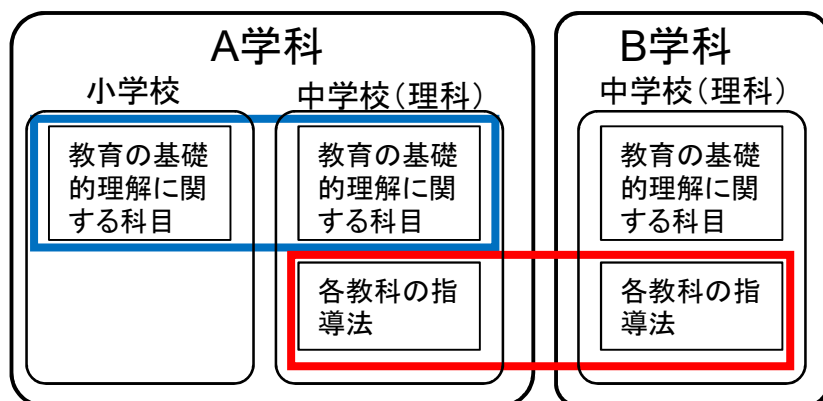 A学科
小学校
教育の基礎
的理解に関
する科目
中学校（理科）
教育の基礎
的理解に関
する科目
各教科の指
導法
B学科
中学校（理科）
教育の基礎
的理解に関
する科目
各教科の指
導法